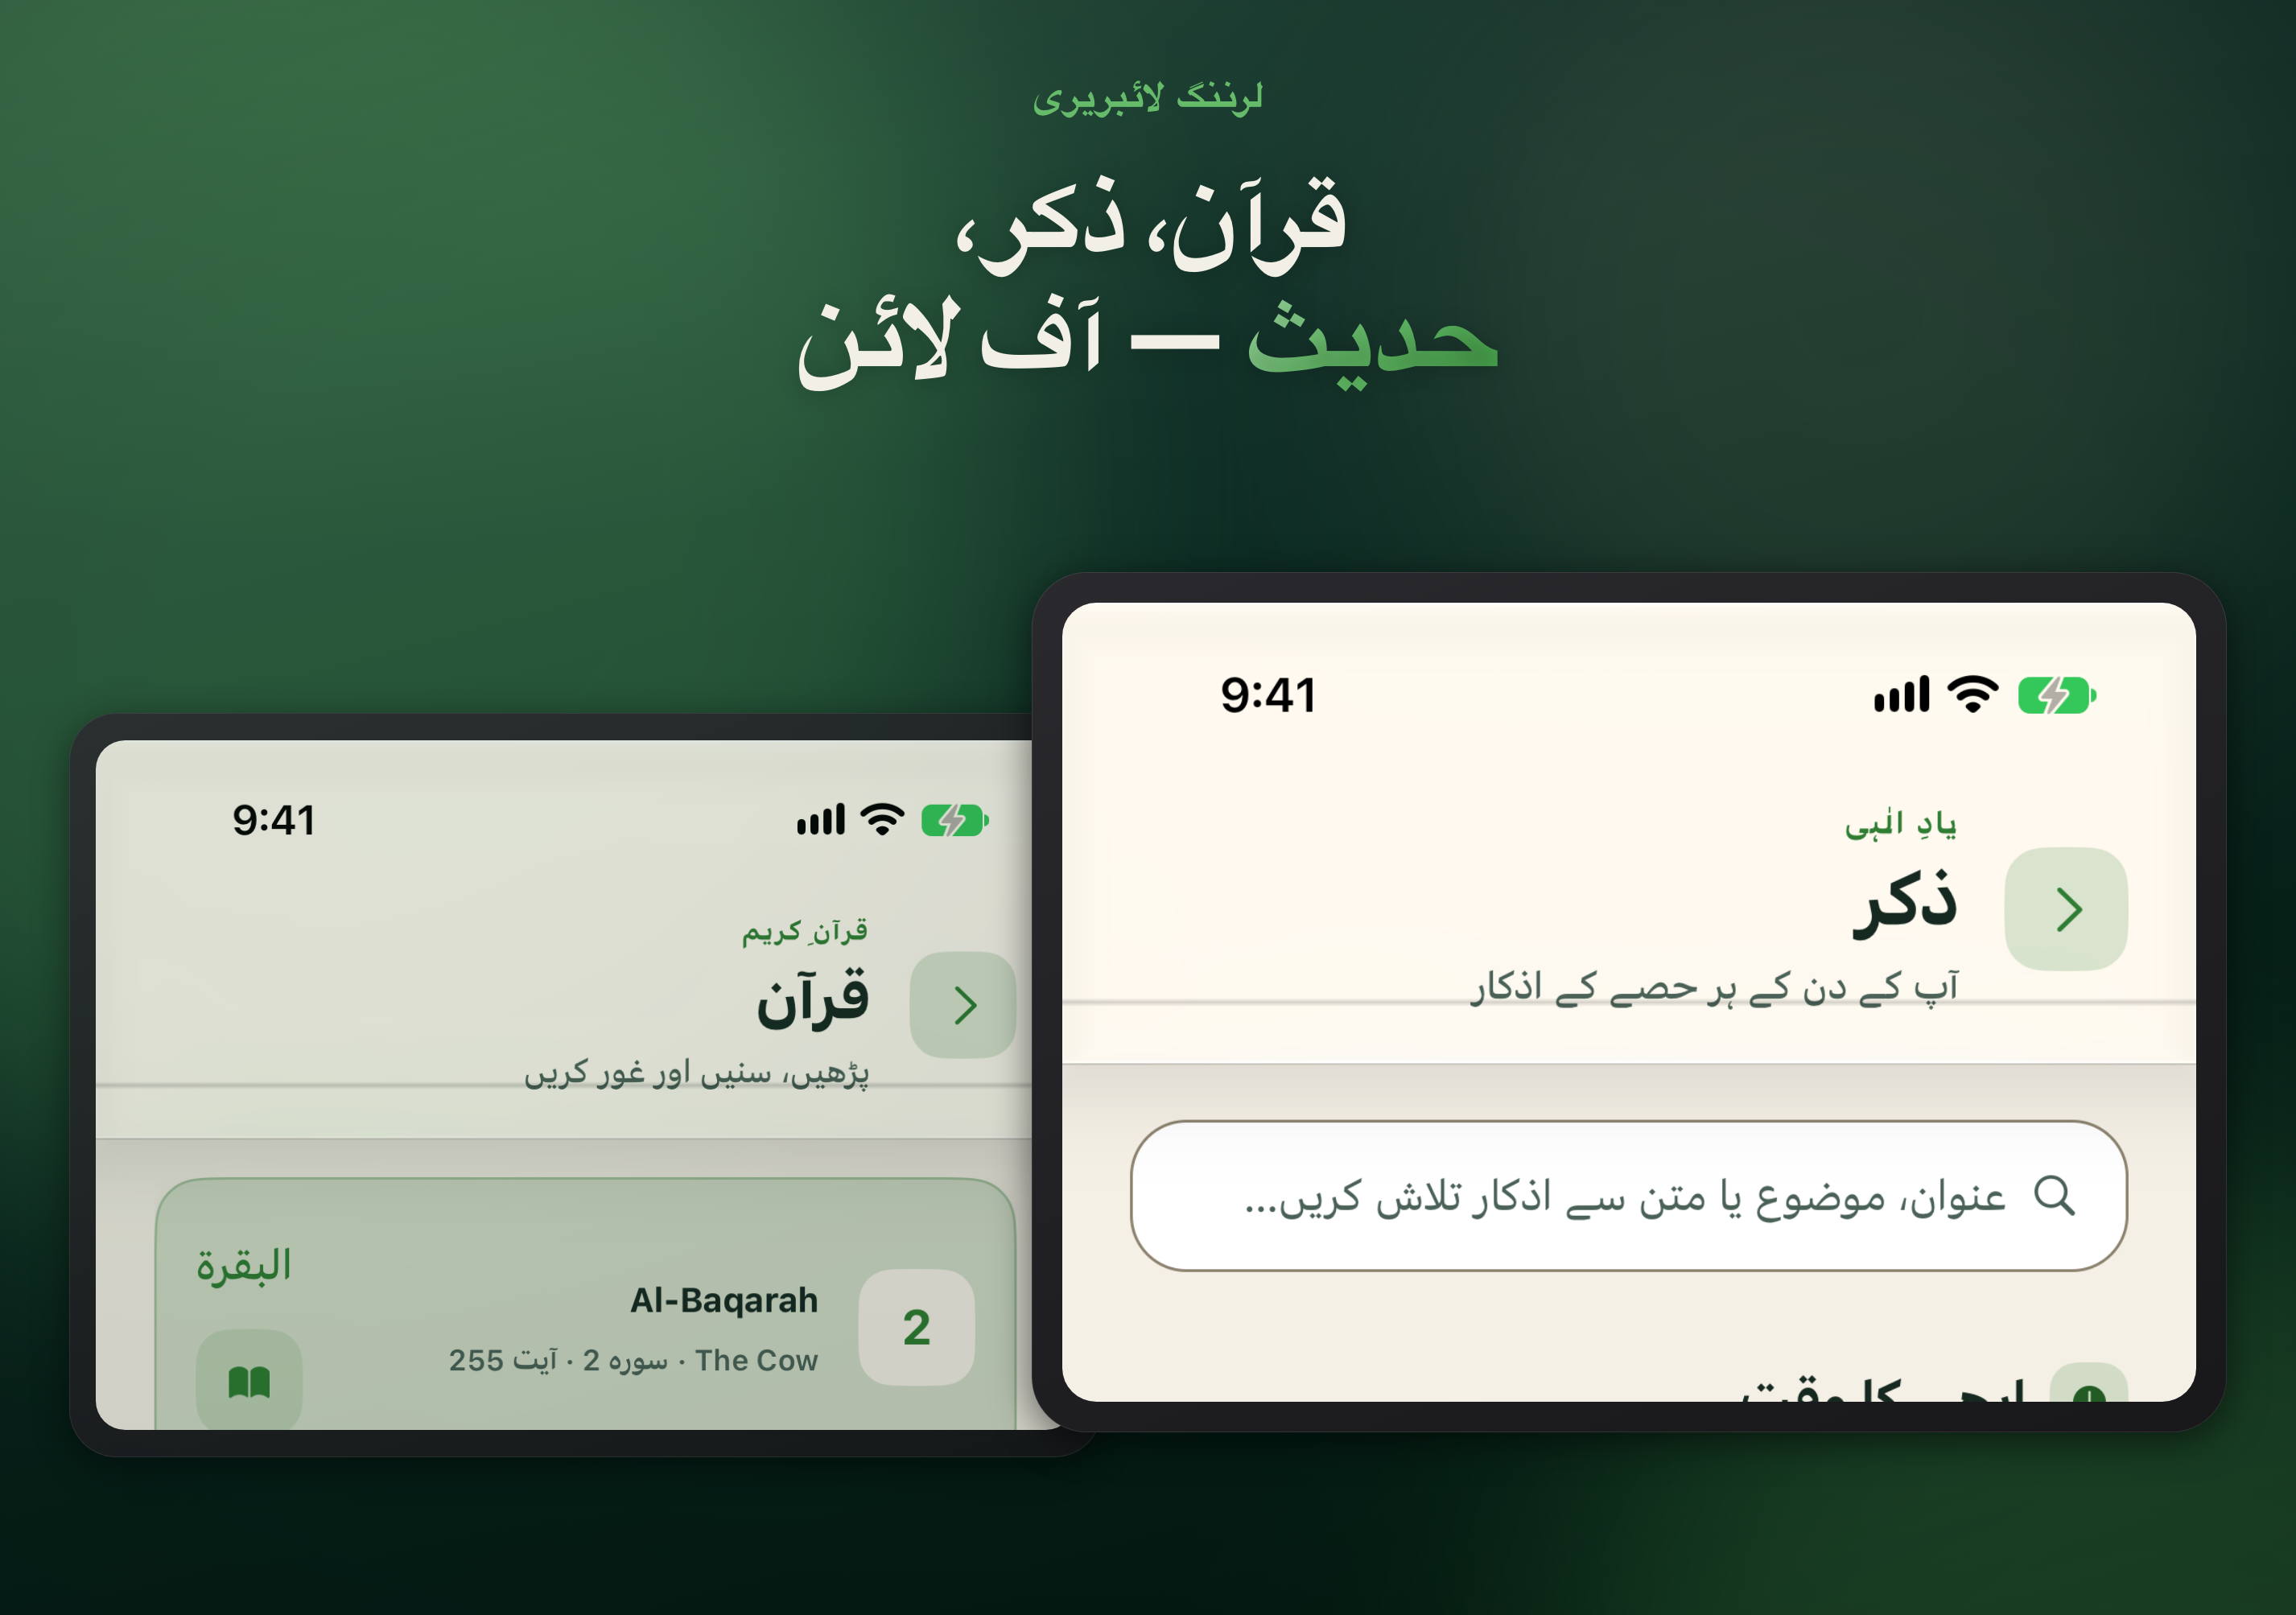 لرننگ لائبریری
قرآن، ذکر،
حدیث — آف لائن
9:41
یادِ الٰہی
ذکر
آپ کے دن کے ہر حصے کے اذکار
عنوان، موضوع یا متن سے اذکار تلاش کریں...
9:41
قرآنِ کریم
قرآن
پڑھیں، سنیں اور غور کریں
البقرة
2
Al-Baqarah
The Cow · سورہ 2 · آیت 255